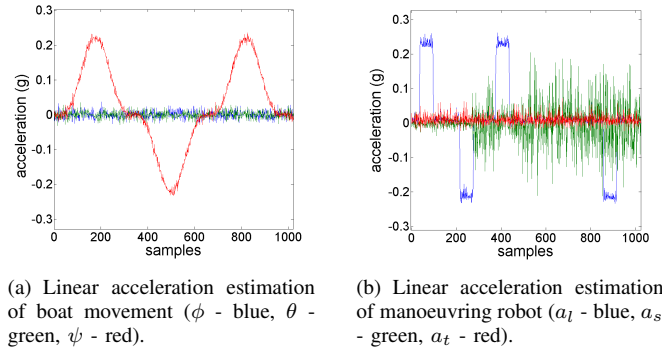 0.3
0.2
0.1
0
-0.1
-0.2
-0.3
acceleration (g)
0 200 400 600 800 1000
samples
0.3
0.2
0.1
0
-0.1
-0.2
-0.3
acceleration (g)
0 200 400 600 800 1000
samples
(a) Linear acceleration estimation
of boat movement (ϕ - blue, θ -
green, ψ - red).
(b) Linear acceleration estimation
of manoeuvring robot (a_l - blue, a_s
- green, a_t - red).